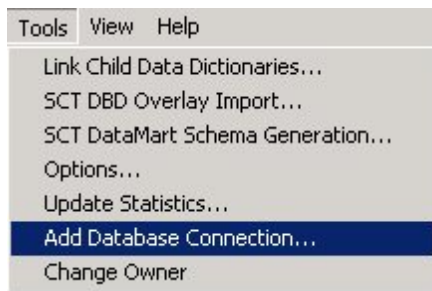 Tools View Help
Link Child Data Dictionaries...
SCT DBD Overlay Import...
SCT DataMart Schema Generation...
Options...
Update Statistics...
Add Database Connection...
Change Owner